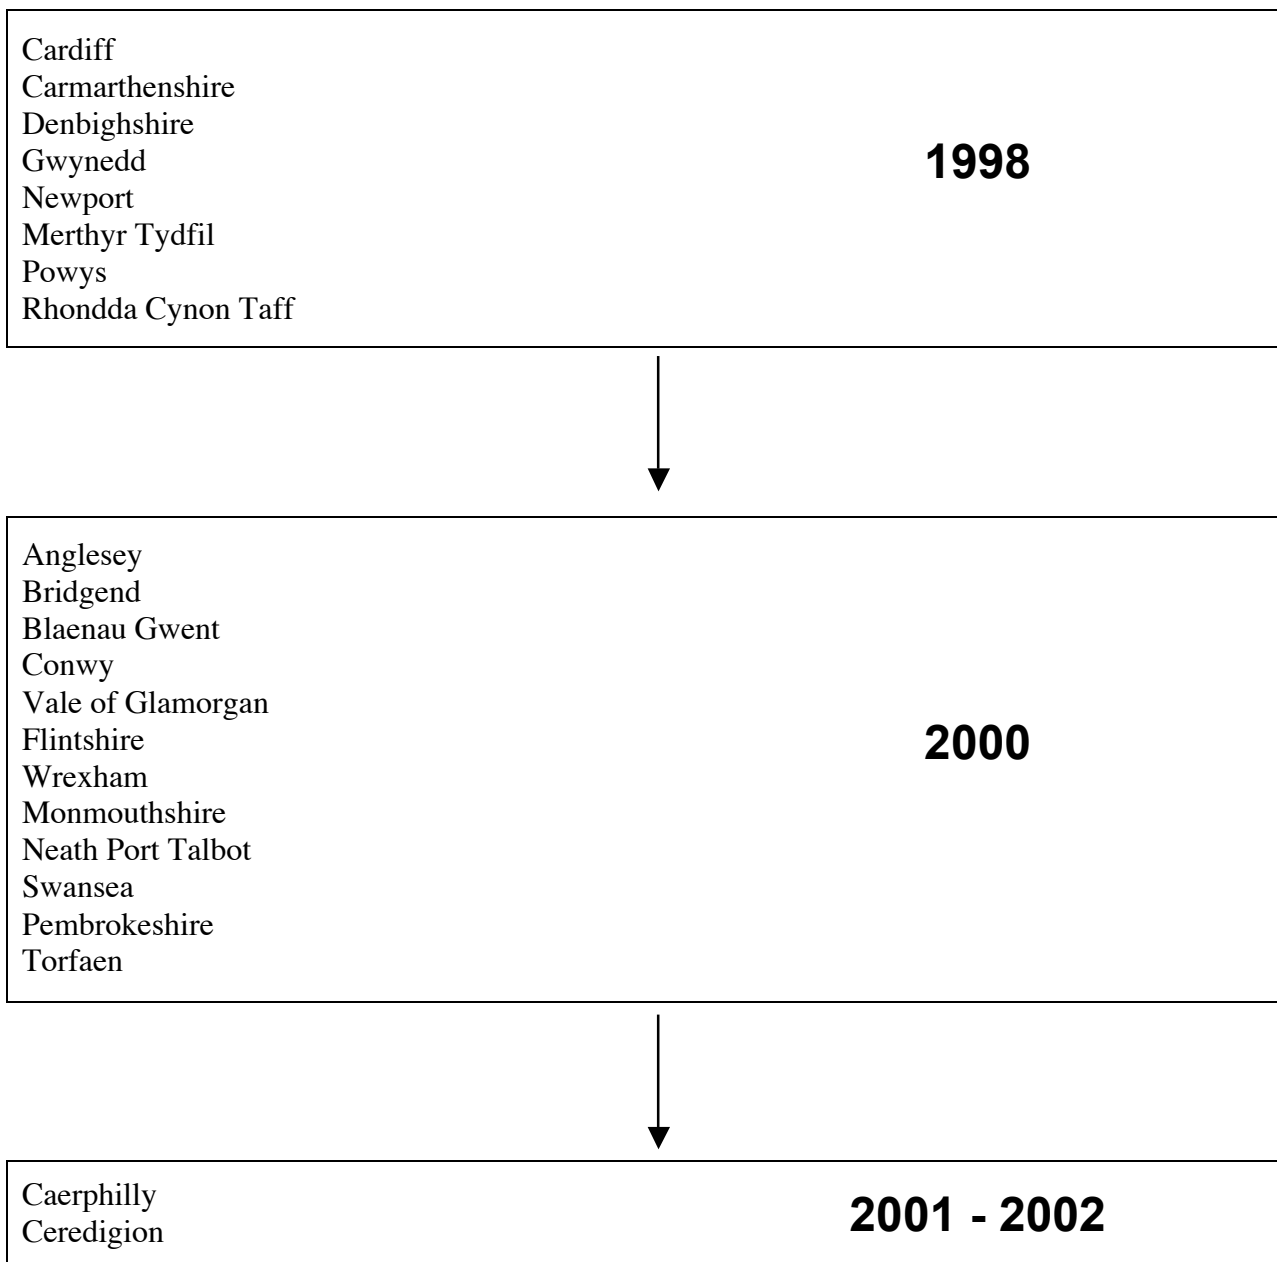 Cardiff
Carmarthenshire
Denbighshire
Gwynedd
Newport
Merthyr Tydfil
Powys
Rhondda Cynon Taff
1998
Anglesey
Bridgend
Blaenau Gwent
Conwy
Vale of Glamorgan
Flintshire
Wrexham
Monmouthshire
Neath Port Talbot
Swansea
Pembrokeshire
Torfaen
2000
Caerphilly
Ceredigion
2001 - 2002